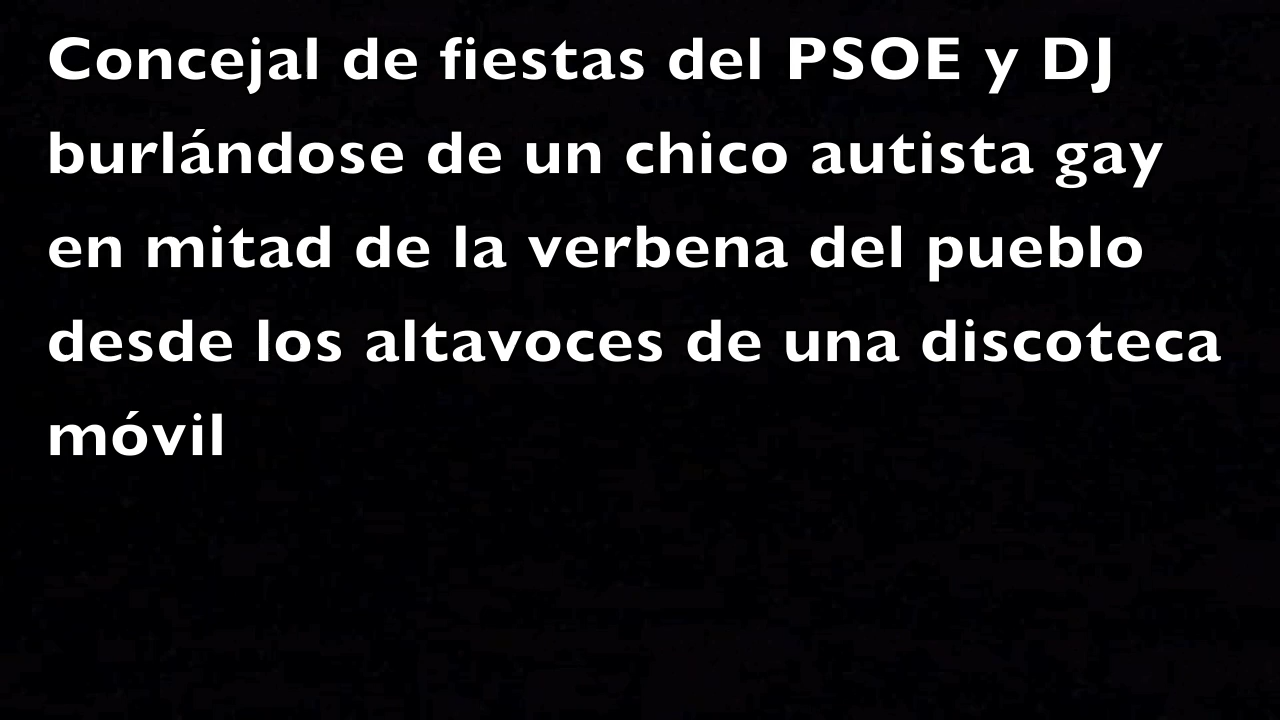 Concejal de fiestas del PSOE y DJ
burlándose de un chico autista gay
en mitad de la verbena del pueblo
desde los altavoces de una discoteca
móvil